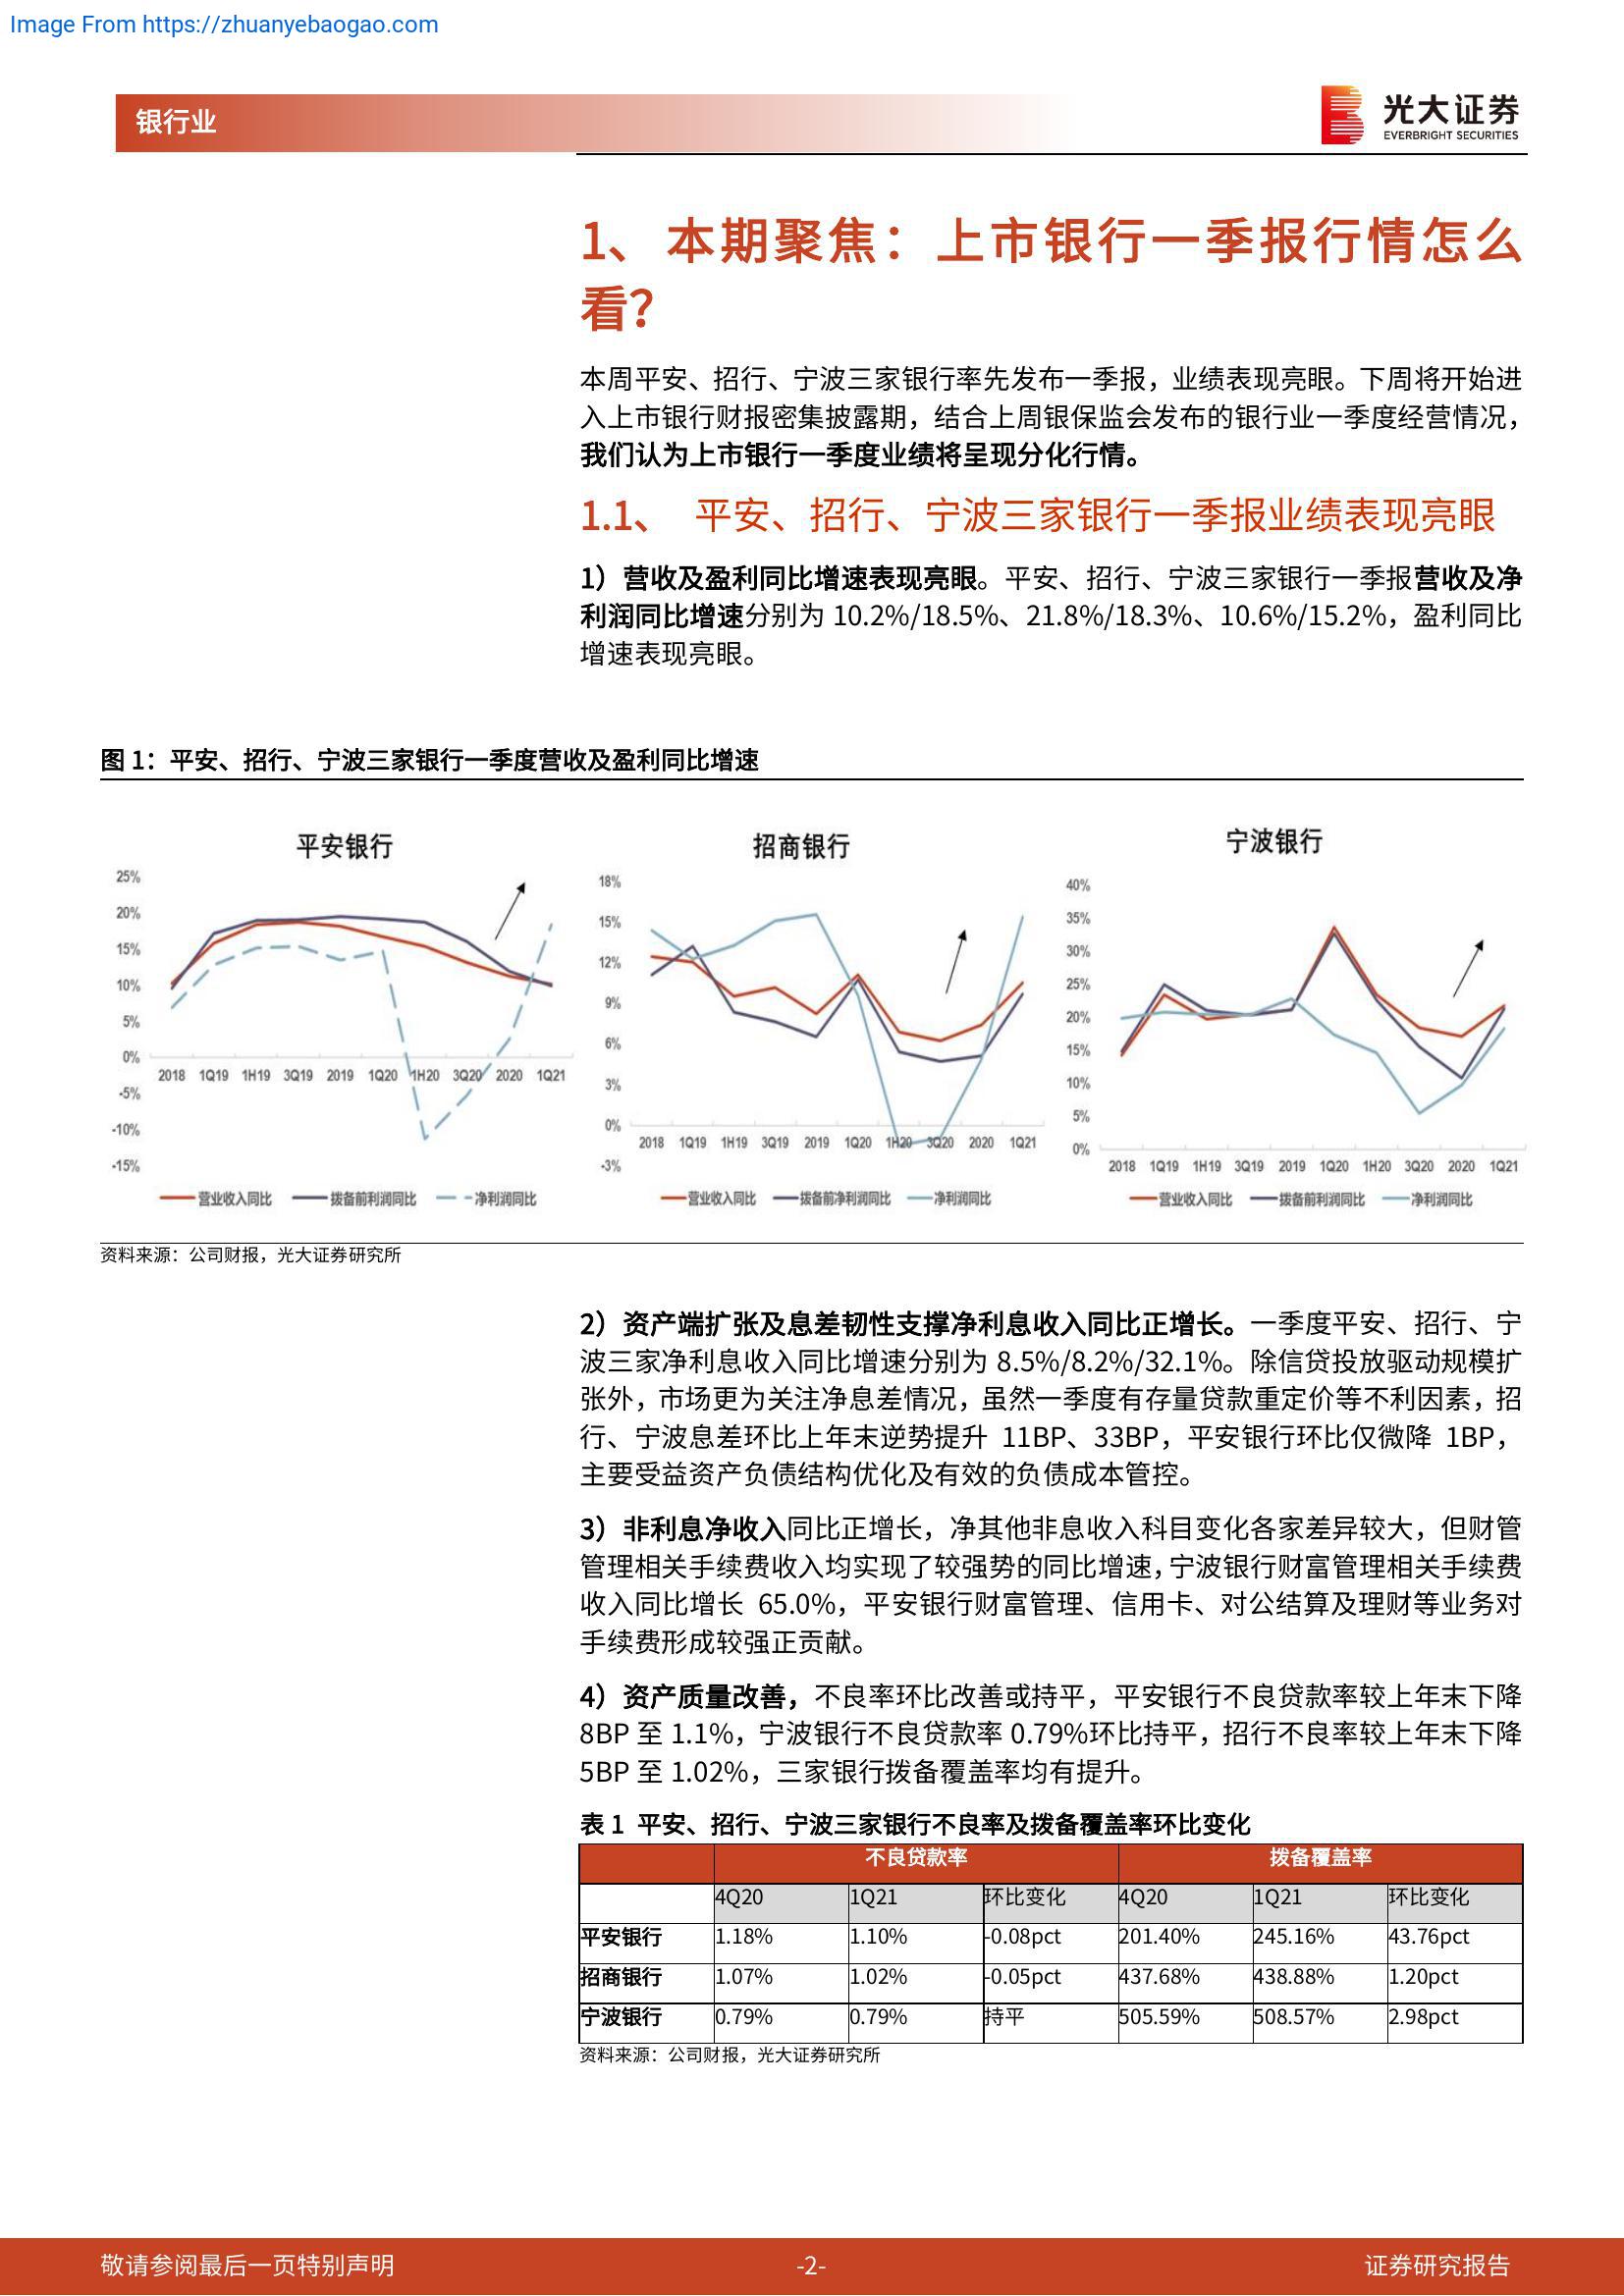 Image From https://zhuanyebaogao.com
银行业
光大证券
EVERBRIGHT SECURITIES
1、 本期聚焦：上市银行一季报行情怎么
看？
本周平安、招行、宁波三家银行率先发布一季报，业绩表现亮眼。下周将开始进
入上市银行财报密集披露期，结合上周银保监会发布的银行业一季度经营情况，
我们认为上市银行一季度业绩将呈现分化行情。
1.1、 平安、招行、宁波三家银行一季报业绩表现亮眼
1）营收及盈利同比增速表现亮眼。平安、招行、宁波三家银行一季报营收及净
利润同比增速分别为 10.2%/18.5%、21.8%/18.3%、10.6%/15.2%，盈利同比
增速表现亮眼。
图 1：平安、招行、宁波三家银行一季度营收及盈利同比增速
平安银行
25%
20%
15%
10%
5%
0%
-5%
-10%
-15%
2018 1Q19 1H19 3Q19 2019 1Q20 1H20 3Q20 2020 1Q21
营业收入同比 拨备前利润同比 净利润同比
招商银行
18%
15%
12%
9%
6%
3%
0%
-3%
2018 1Q19 1H19 3Q19 2019 1Q20 1H20 3Q20 2020 1Q21
营业收入同比 拨备前净利润同比 净利润同比
宁波银行
40%
35%
30%
25%
20%
15%
10%
5%
0%
2018 1Q19 1H19 3Q19 2019 1Q20 1H20 3Q20 2020 1Q21
营业收入同比 拨备前利润同比 净利润同比
资料来源：公司财报，光大证券研究所
2）资产端扩张及息差韧性支撑净利息收入同比正增长。一季度平安、招行、宁
波三家净利息收入同比增速分别为 8.5%/8.2%/32.1%。除信贷投放驱动规模扩
张外，市场更为关注净息差情况，虽然一季度有存量贷款重定价等不利因素，招
行、宁波息差环比上年末逆势提升 11BP、33BP，平安银行环比仅微降 1BP，
主要受益资产负债结构优化及有效的负债成本管控。
3）非利息净收入同比正增长，净其他非息收入科目变化各家差异较大，但财管
管理相关手续费收入均实现了较强势的同比增速，宁波银行财富管理相关手续费
收入同比增长 65.0%，平安银行财富管理、信用卡、对公结算及理财等业务对
手续费形成较强正贡献。
4）资产质量改善，不良率环比改善或持平，平安银行不良贷款率较上年末下降
8BP 至 1.1%，宁波银行不良贷款率 0.79%环比持平，招行不良率较上年末下降
5BP 至 1.02%，三家银行拨备覆盖率均有提升。
表 1 平安、招行、宁波三家银行不良率及拨备覆盖率环比变化
不良贷款率 拨备覆盖率
4Q20 1Q21 环比变化 4Q20 1Q21 环比变化
平安银行 1.18% 1.10% -0.08pct 201.40% 245.16% 43.76pct
招商银行 1.07% 1.02% -0.05pct 437.68% 438.88% 1.20pct
宁波银行 0.79% 0.79% 持平 505.59% 508.57% 2.98pct
资料来源：公司财报，光大证券研究所
敬请参阅最后一页特别声明 -2- 证券研究报告